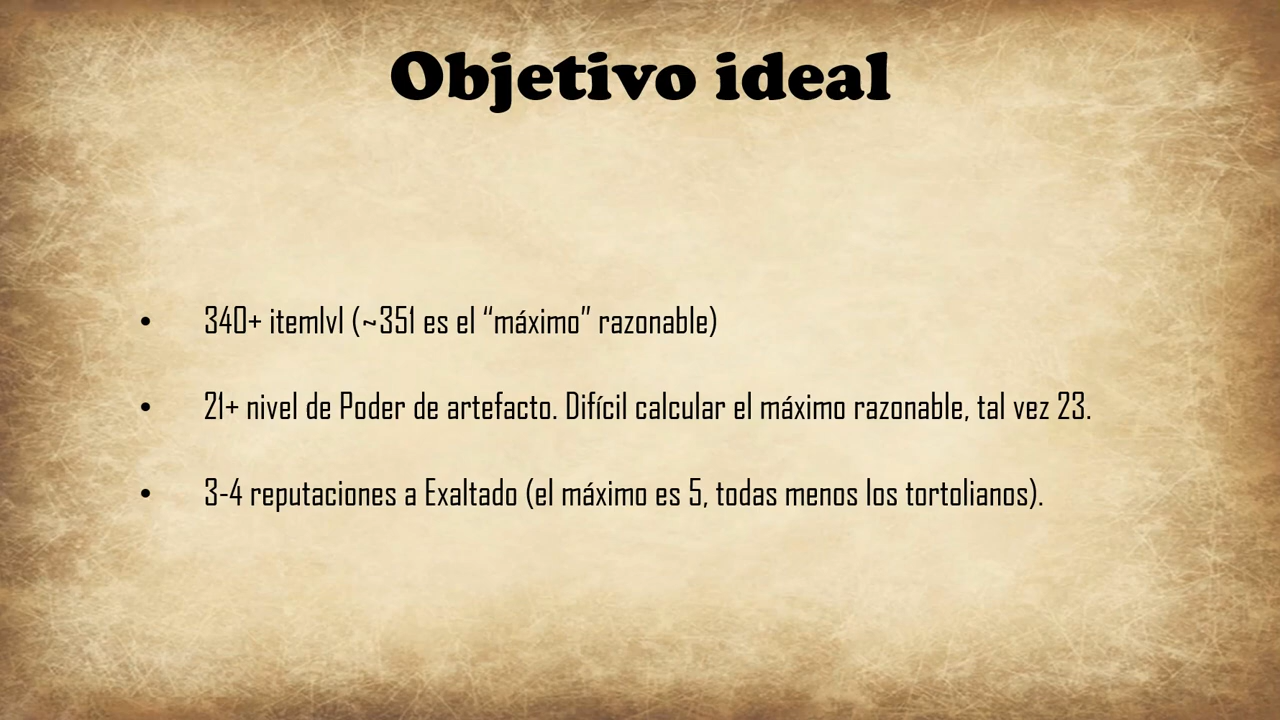 Objetivo ideal
• 340+ itemlvl (~351 es el “máximo” razonable)
• 21+ nivel de Poder de artefacto. Difícil calcular el máximo razonable, tal vez 23.
• 3-4 reputaciones a Exaltado (el máximo es 5, todas menos los tortolianos).